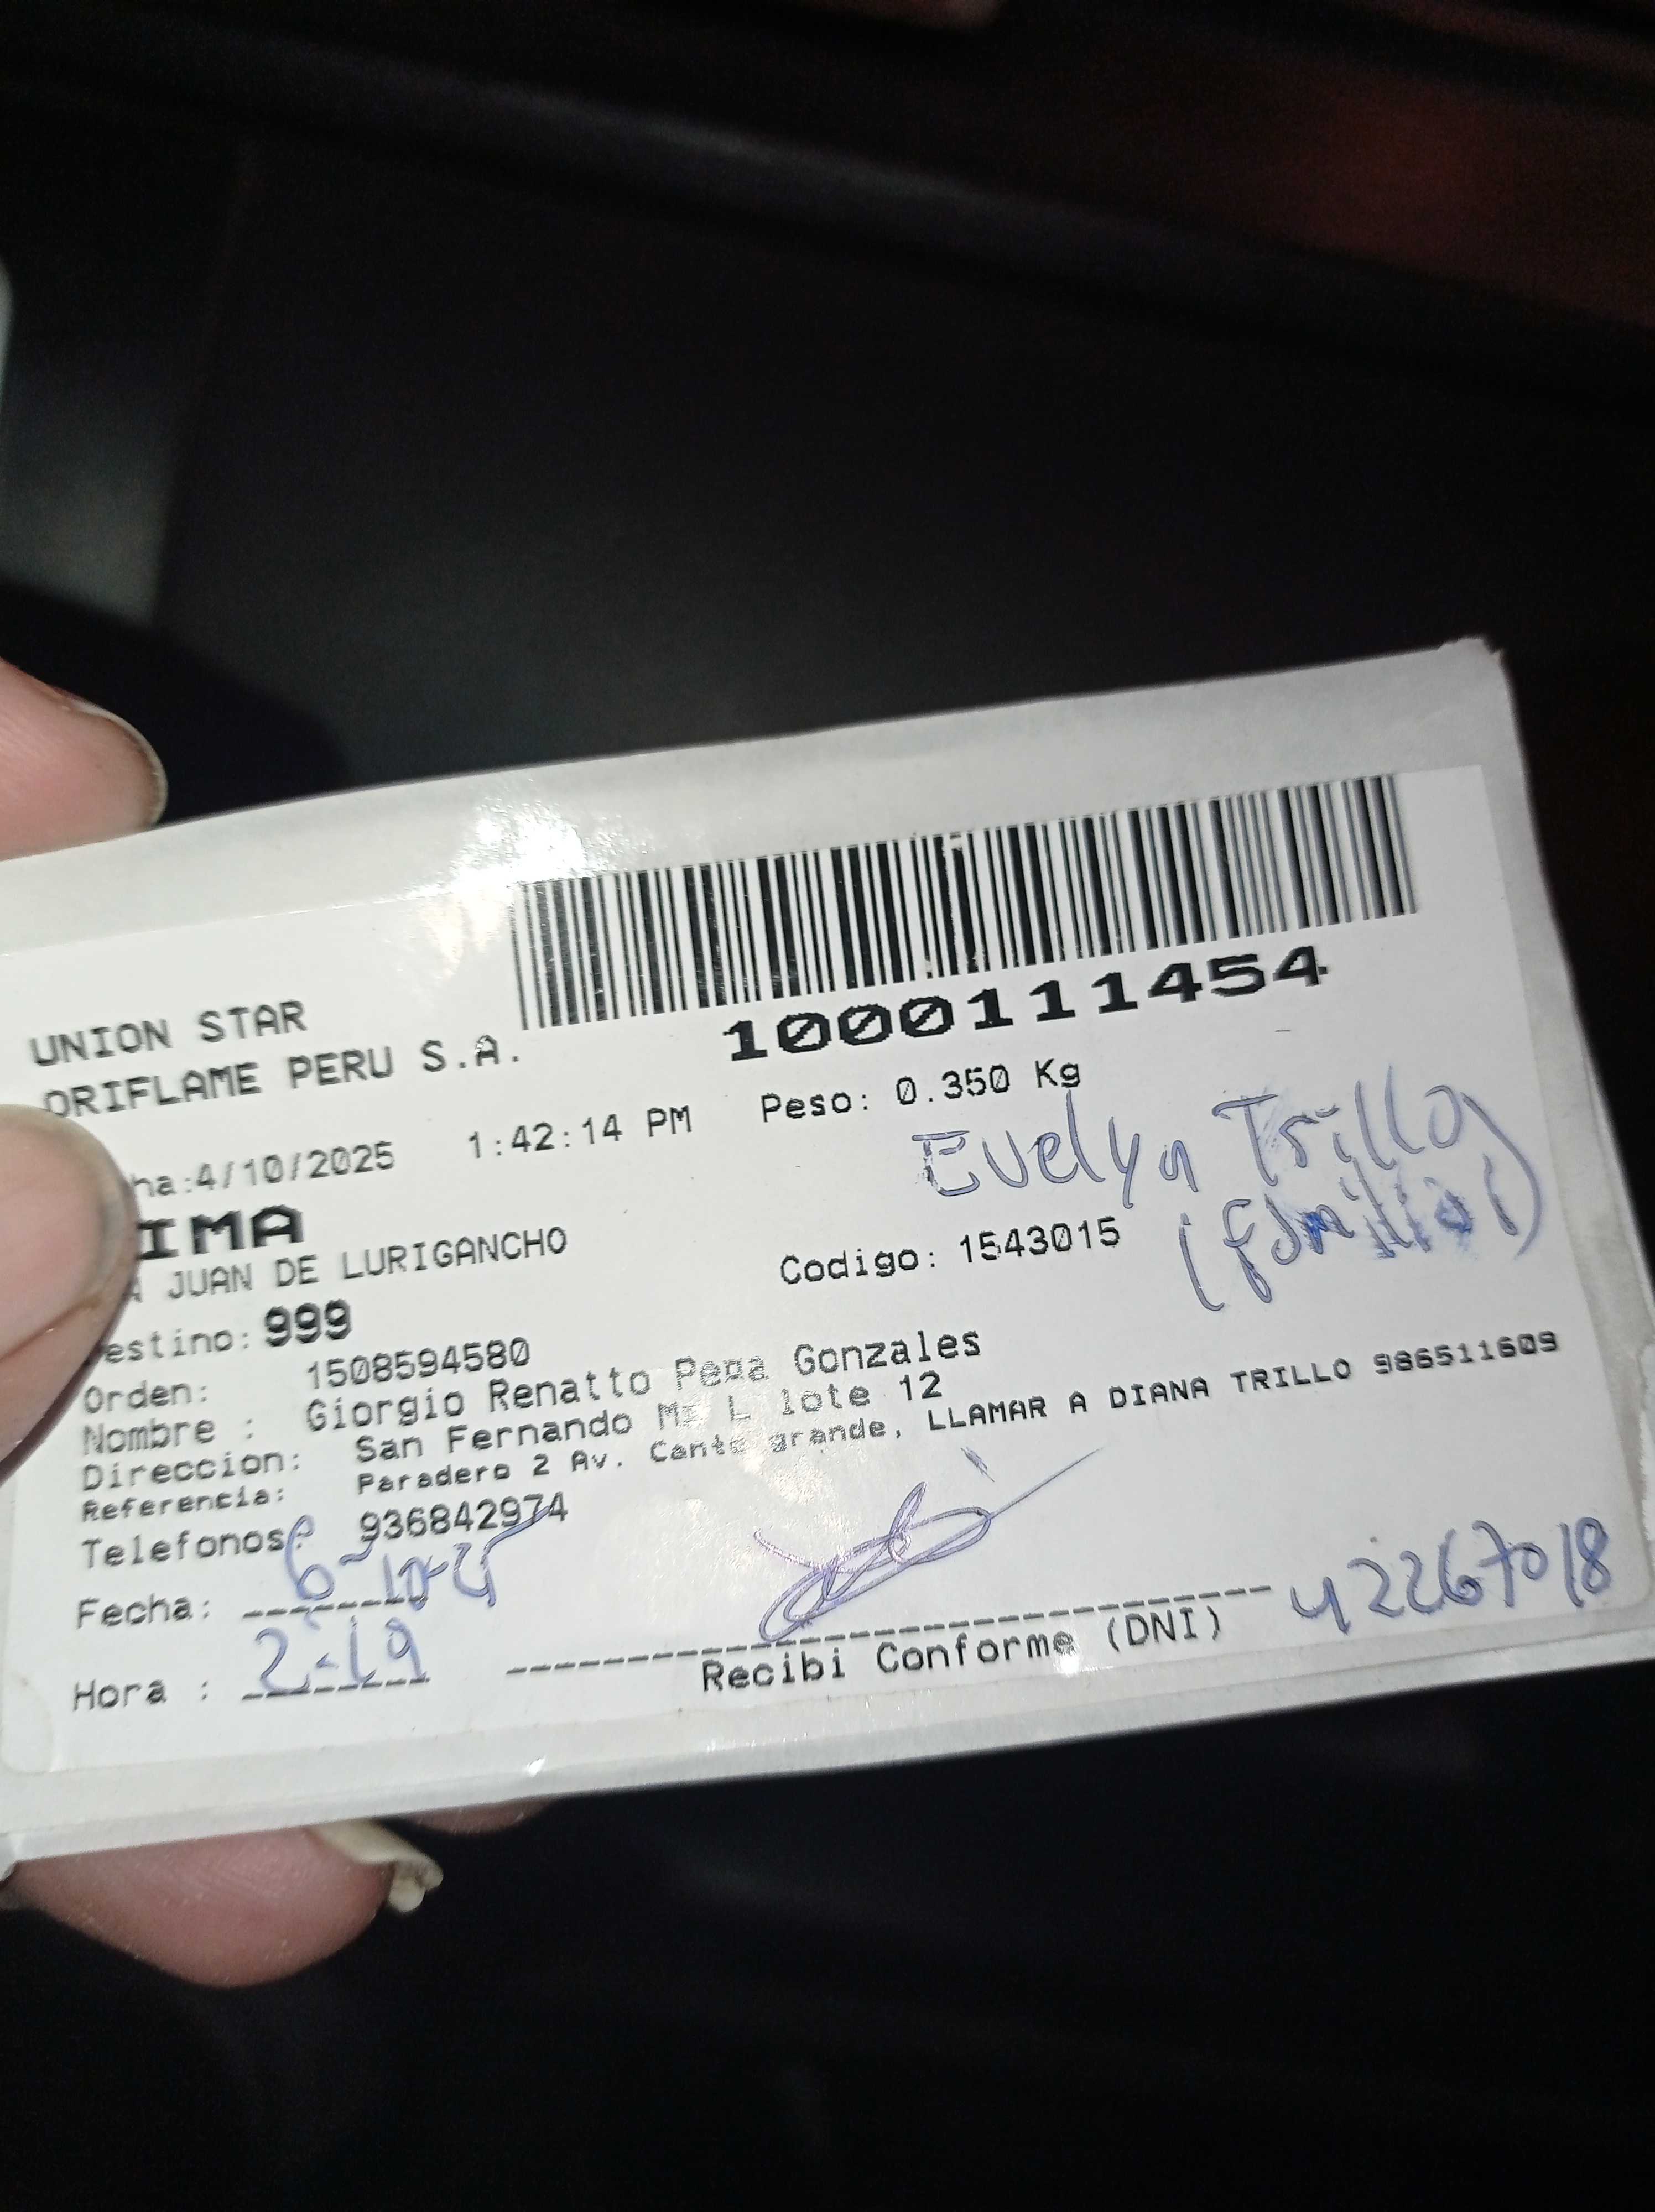 1000111454
UNION STAR
ORIFLAME PERU S.A.
ha:4/10/2025 1:42:14 PM Peso: 0.350 Kg
Evelyn Trillo
IMA
(familia)
A JUAN DE LURIGANCHO Codigo: 1543015
estino: 999
Orden: 1508594580
Nombre : Giorgio Renatto Pena Gonzales
Direccion: San Fernando Mz L lote 12
Referencia: Paradero 2 Av. Canto grande, LLAMAR A DIANA TRILLO 986511609
Telefonos: 936842974
Fecha: 6-10-25
42267018
Hora : 2:19
Recibi Conforme (DNI)